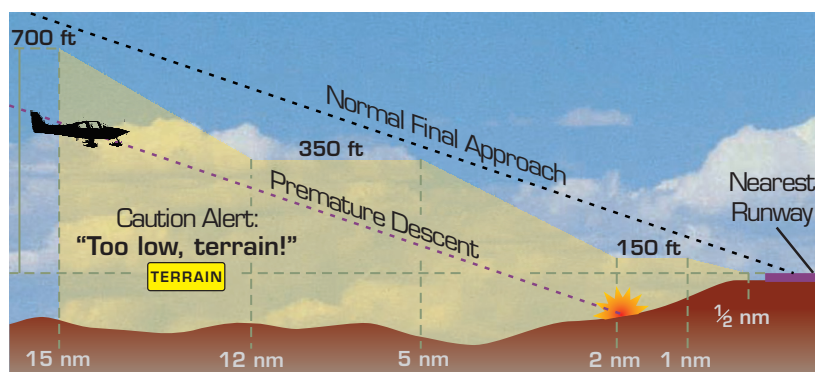 700 ft
Normal Final Approach
350 ft
Premature Descent
Nearest
Runway
Caution Alert:
“Too low, terrain!”
TERRAIN
150 ft
½ nm
15 nm
12 nm
5 nm
2 nm
1 nm